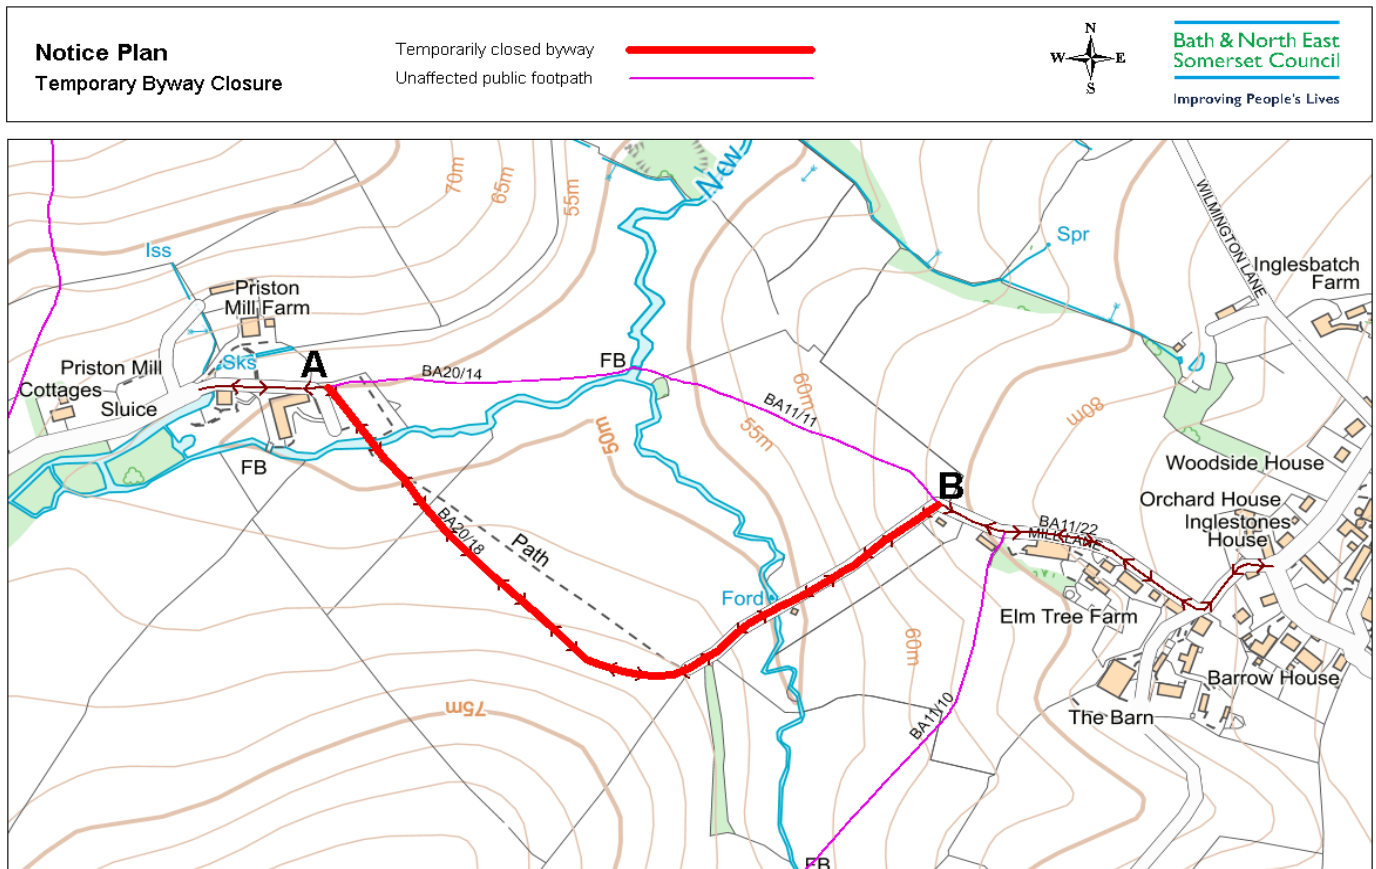 Notice Plan
Temporary Byway Closure
Temporarily closed byway
Unaffected public footpath
N
W
E
S
Bath & North East
Somerset Council
Improving People's Lives
70m
65m
55m
New
Iss
Spr
WILMINGTON LANE
Inglesbatch
Farm
Priston
Mill Farm
Priston Mill
Cottages
Sluice
Sks
A
BA20/14
FB
BA11/11
60m
55m
50m
80m
FB
B
Woodside House
Orchard House
Inglestones
House
BA11/22
MILL LANE
BA20/18
Path
Ford
Elm Tree Farm
60m
Barrow House
The Barn
75m
BA11/10
FB